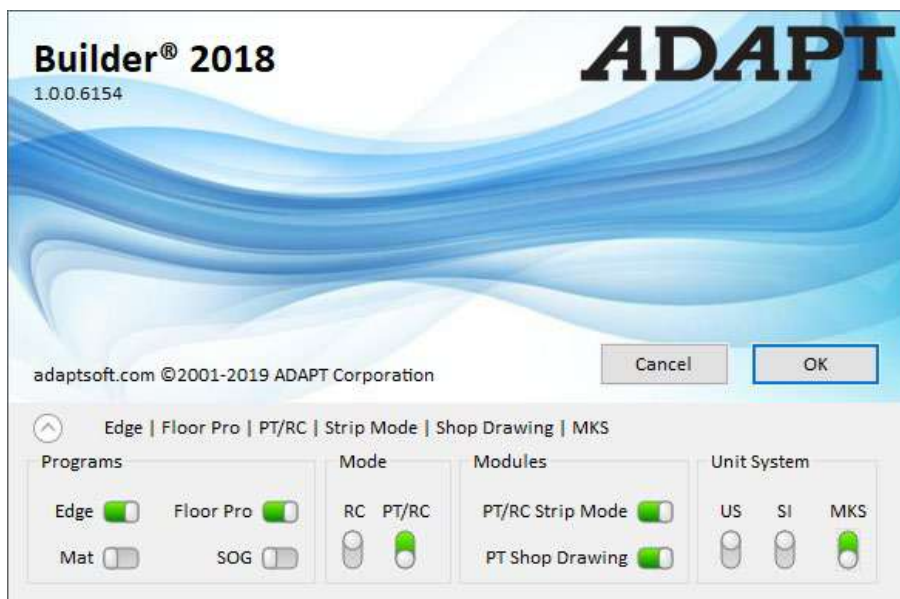 Builder® 2018
1.0.0.6154
ADAPT
Cancel
OK
adaptsoft.com ©2001-2019 ADAPT Corporation
Edge | Floor Pro | PT/RC | Strip Mode | Shop Drawing | MKS
Programs
Edge
Floor Pro
Mat
SOG
Mode
RC
PT/RC
Modules
PT/RC Strip Mode
PT Shop Drawing
Unit System
US
SI
MKS